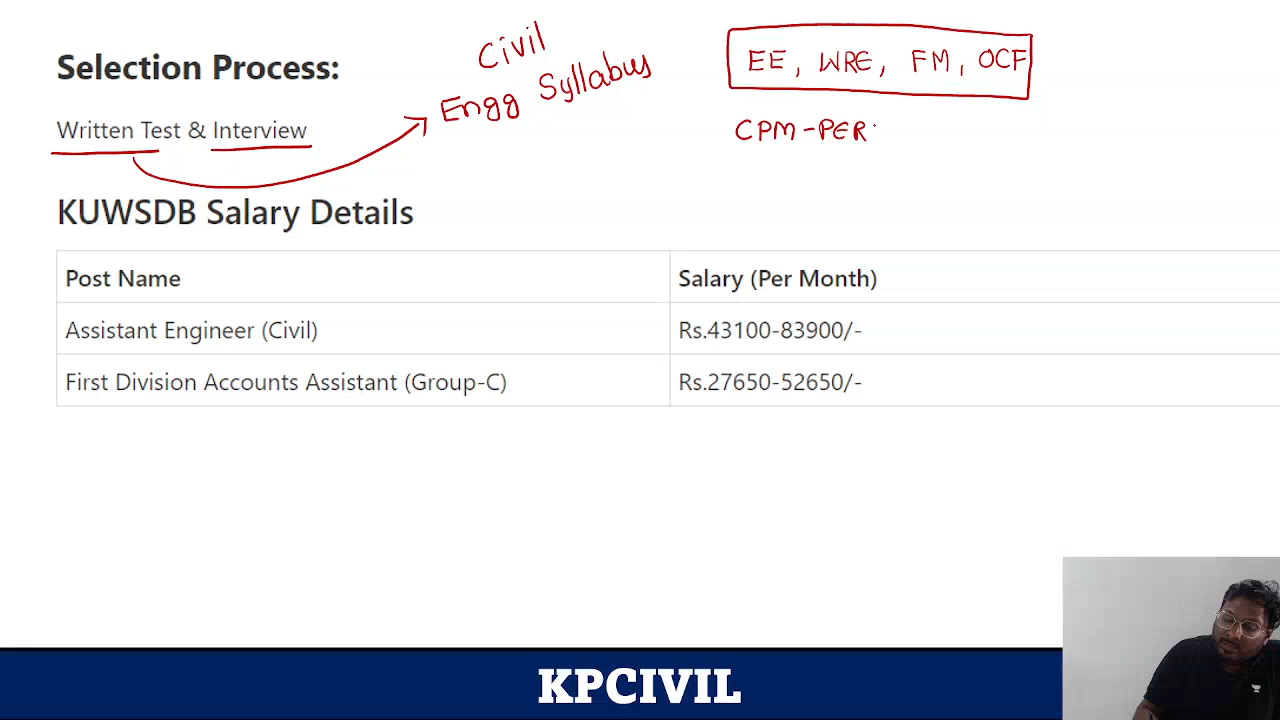 Selection Process:
Civil
Engg Syllabus
EE, WRE, FM, OCF
CPM-PER
Written Test & Interview
KUWSDB Salary Details
Post Name Salary (Per Month)
Assistant Engineer (Civil) Rs.43100-83900/-
First Division Accounts Assistant (Group-C) Rs.27650-52650/-
KPCIVIL